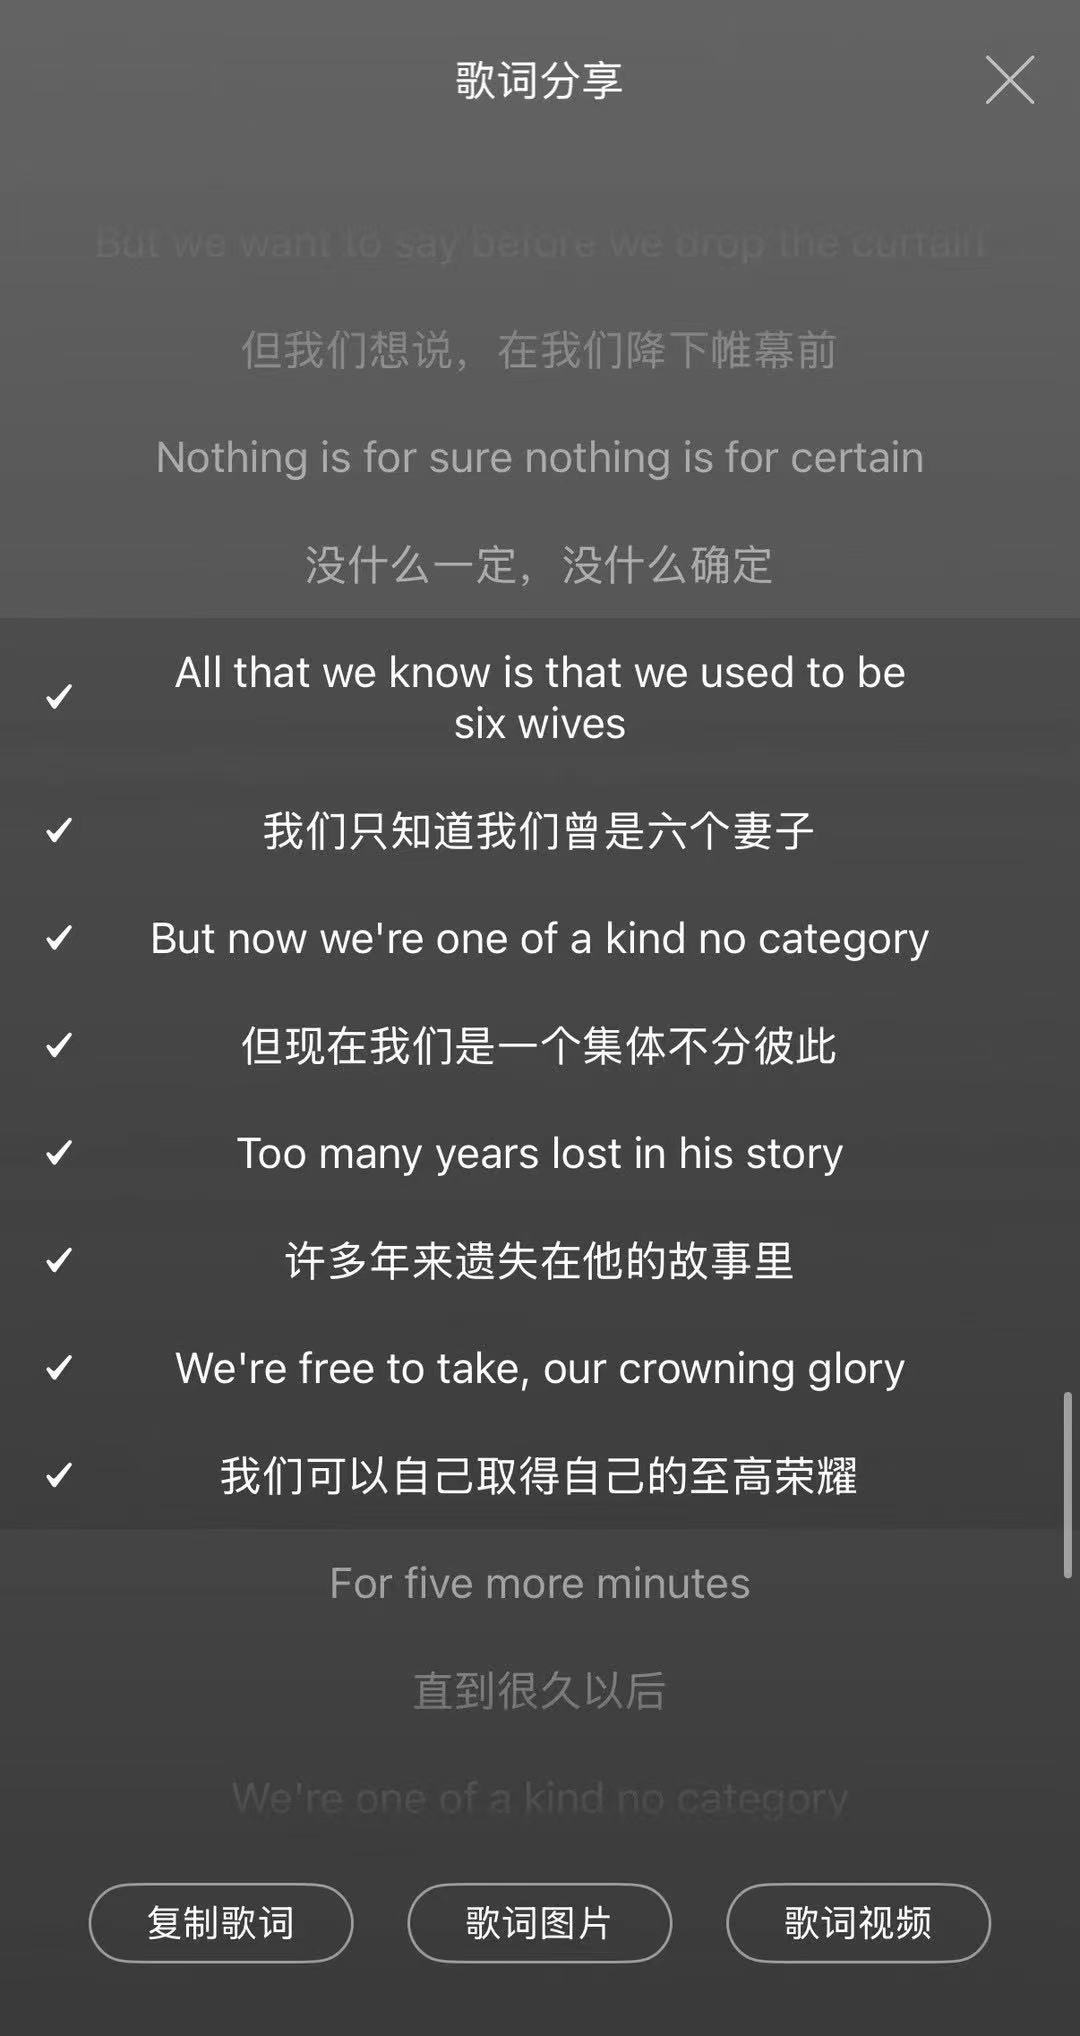 歌词分享
But we want to say before we drop the curtain
但我们想说，在我们降下帷幕前
Nothing is for sure nothing is for certain
没什么一定，没什么确定
All that we know is that we used to be
six wives
我们只知道我们曾是六个妻子
But now we're one of a kind no category
但现在我们是一个集体不分彼此
Too many years lost in his story
许多年来遗失在他的故事里
We're free to take, our crowning glory
我们可以自己取得自己的至高荣耀
For five more minutes
直到很久以后
We're one of a kind no category
复制歌词
歌词图片
歌词视频